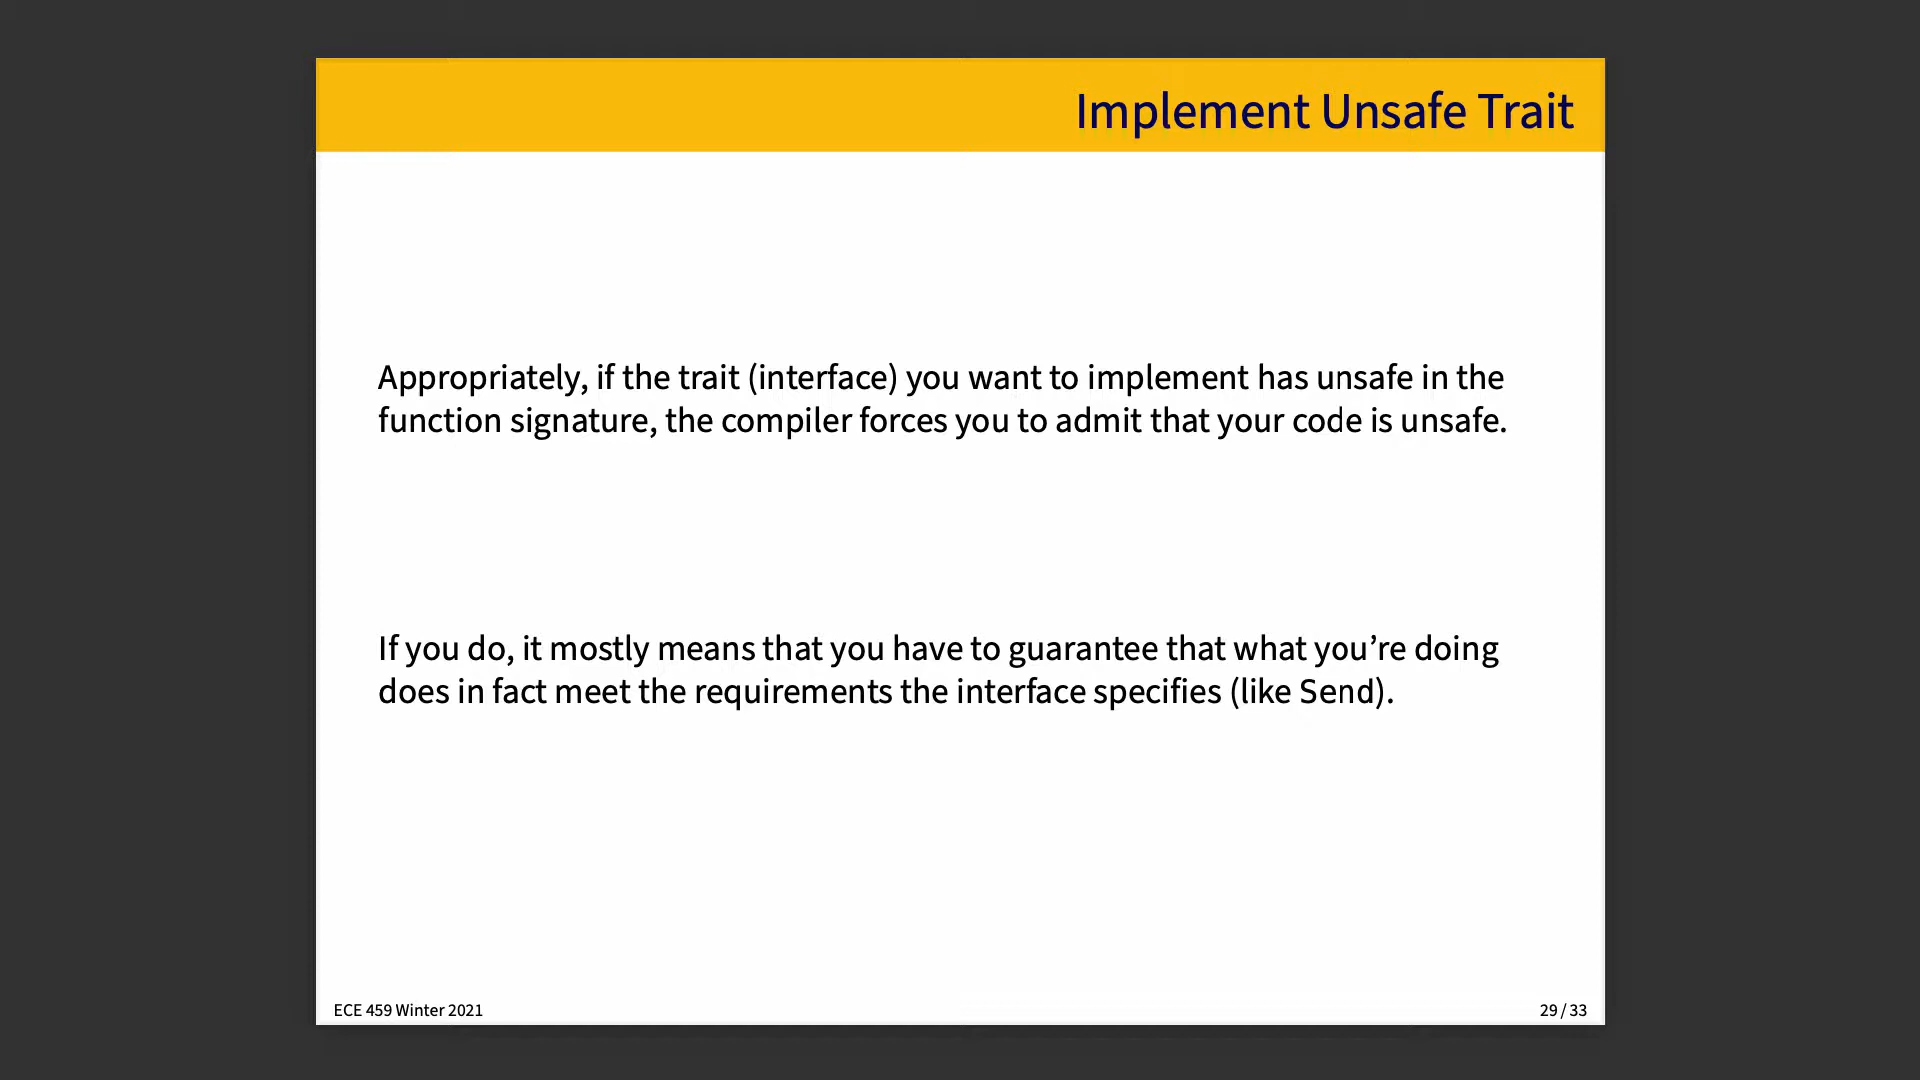 Implement Unsafe Trait
Appropriately, if the trait (interface) you want to implement has unsafe in the
function signature, the compiler forces you to admit that your code is unsafe.
If you do, it mostly means that you have to guarantee that what you’re doing
does in fact meet the requirements the interface specifies (like Send).
ECE 459 Winter 2021
29 / 33